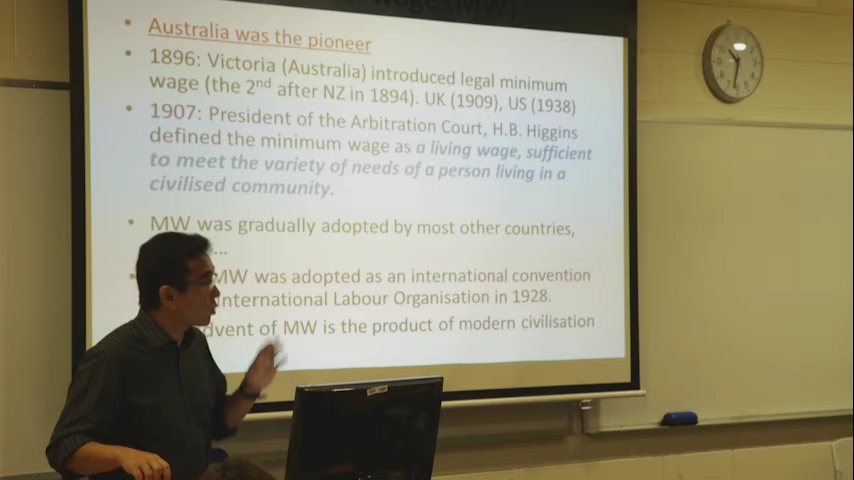 wage (MW)
Australia was the pioneer
1896: Victoria (Australia) introduced legal minimum
wage (the 2nd after NZ in 1894). UK (1909), US (1938)
1907: President of the Arbitration Court, H.B. Higgins
defined the minimum wage as a living wage, sufficient
to meet the variety of needs of a person living in a
civilised community.
MW was gradually adopted by most other countries,
...
MW was adopted as an international convention
International Labour Organisation in 1928.
dvent of MW is the product of modern civilisation